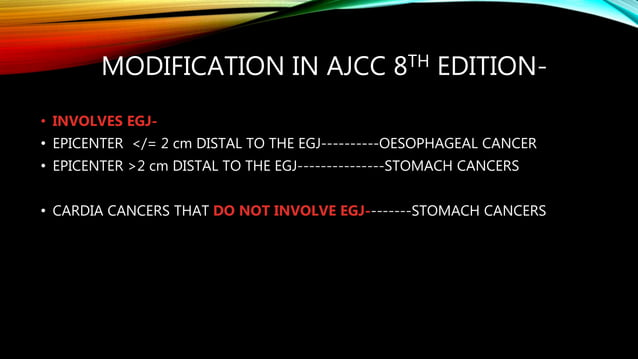 MODIFICATION IN AJCC 8TH EDITION-
• INVOLVES EGJ-
• EPICENTER </= 2 cm DISTAL TO THE EGJ----------OESOPHAGEAL CANCER
• EPICENTER >2 cm DISTAL TO THE EGJ---------------STOMACH CANCERS
• CARDIA CANCERS THAT DO NOT INVOLVE EGJ--------STOMACH CANCERS